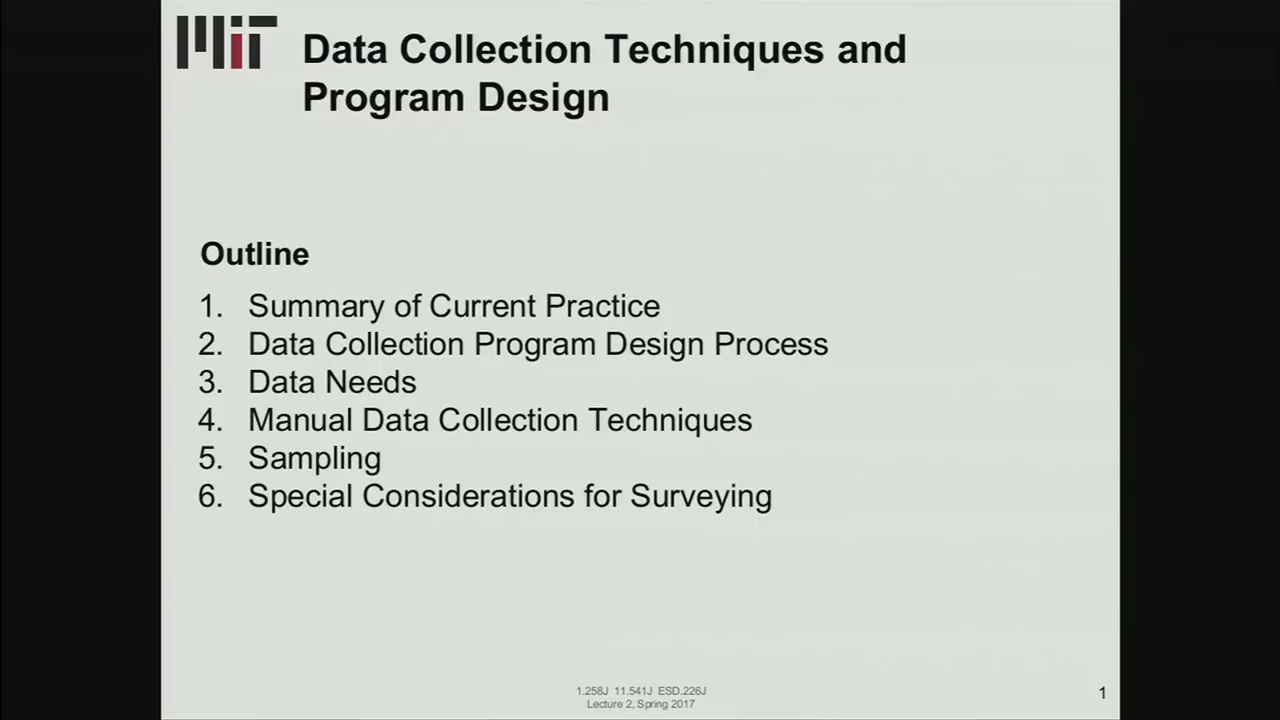 MIT
Data Collection Techniques and
Program Design
Outline
1. Summary of Current Practice
2. Data Collection Program Design Process
3. Data Needs
4. Manual Data Collection Techniques
5. Sampling
6. Special Considerations for Surveying
1.258J 11.541J ESD.226J
Lecture 2, Spring 2017
1